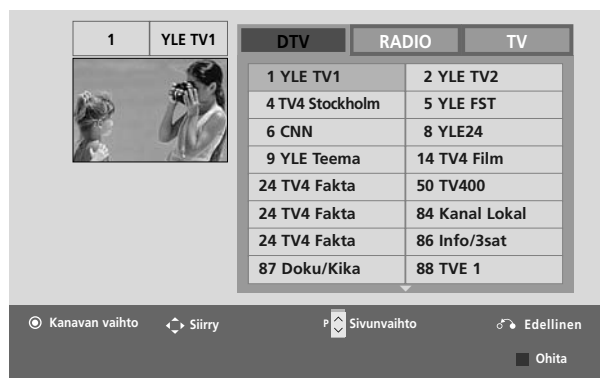 1 YLE TV1
DTV RADIO TV
1 YLE TV1 2 YLE TV2
4 TV4 Stockholm 5 YLE FST
6 CNN 8 YLE24
9 YLE Teema 14 TV4 Film
24 TV4 Fakta 50 TV400
24 TV4 Fakta 84 Kanal Lokal
24 TV4 Fakta 86 Info/3sat
87 Doku/Kika 88 TVE 1
Kanavan vaihto Siirry P Sivunvaihto Edellinen
Ohita